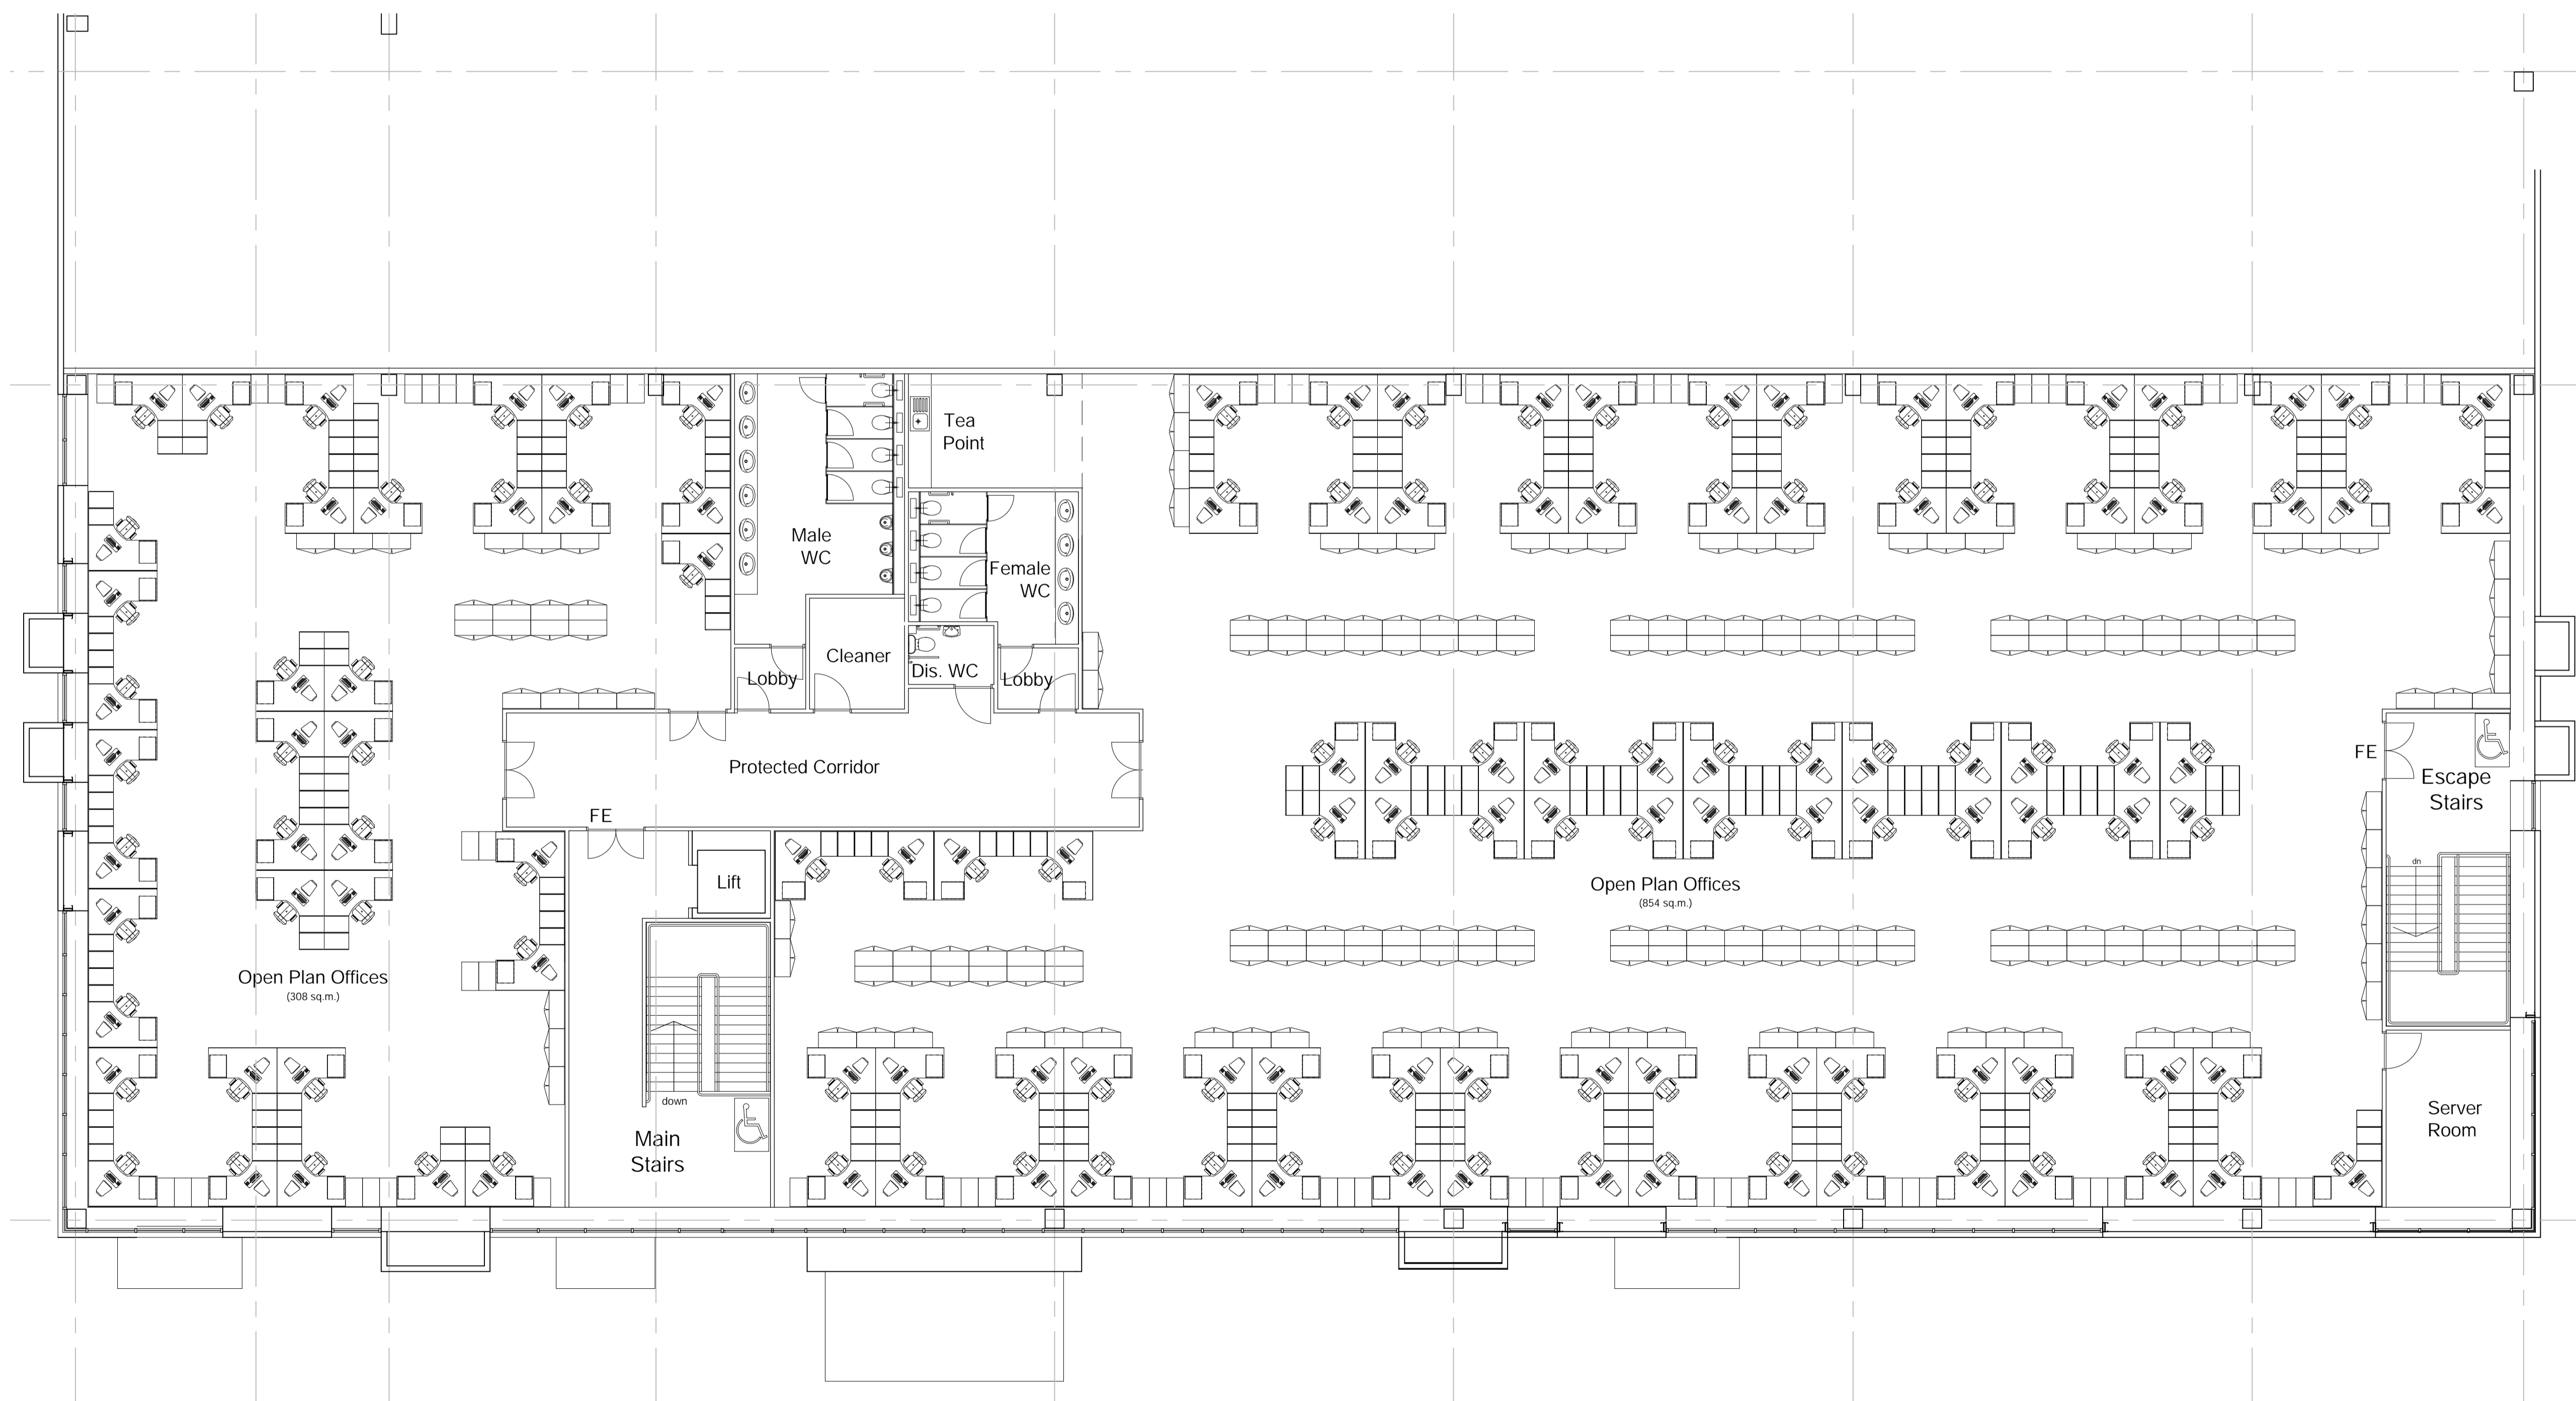 Tea
Point
Male
WC
Female
WC
Cleaner
Dis. WC
Lobby
Lobby
Protected Corridor
FE
FE
Escape
Stairs
dn
Lift
Open Plan Offices
(854 sq.m.)
Open Plan Offices
(308 sq.m.)
down
Main
Stairs
Server
Room